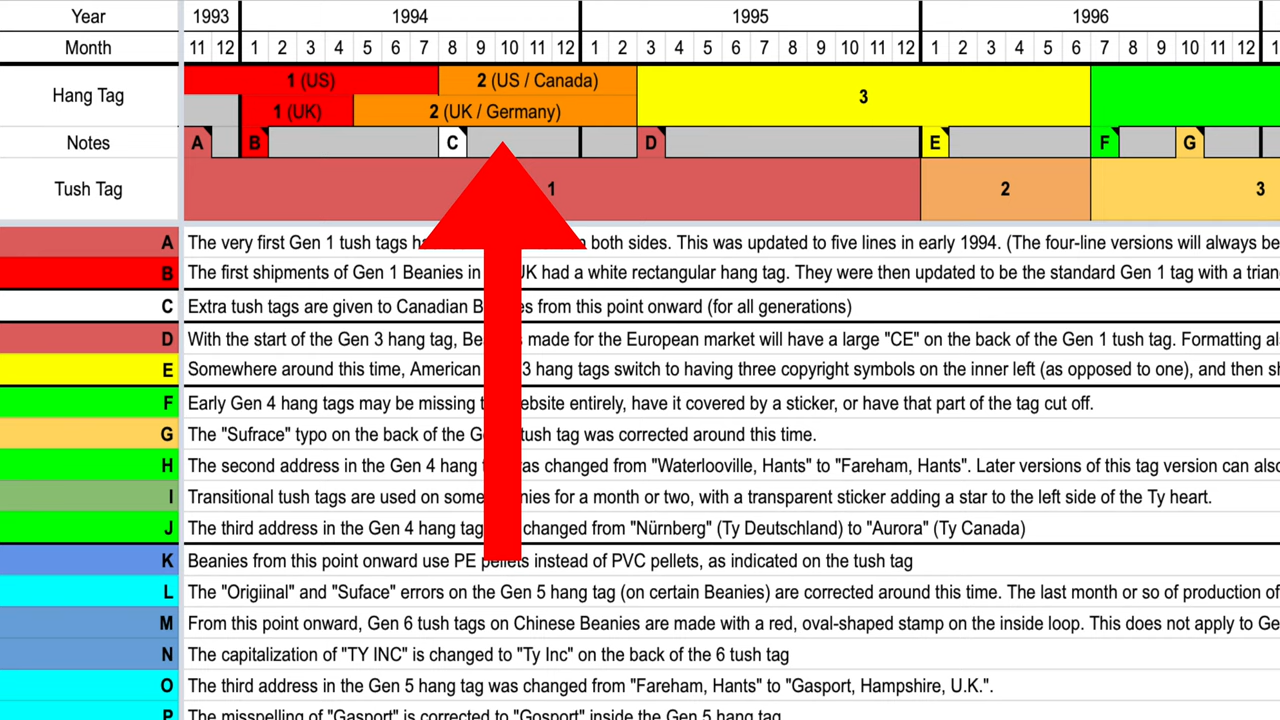 Year 1993 1994 1995 1996
Month 11 12 1 2 3 4 5 6 7 8 9 10 11 12 1 2 3 4 5 6 7 8 9 10 11 12 1 2 3 4 5 6 7 8 9 10 11 12 1
Hang Tag 1 (US) 2 (US / Canada) 3
1 (UK) 2 (UK / Germany)
Notes A B C D E F G
Tush Tag 1 2 3
A The very first Gen 1 tush tags both sides. This was updated to five lines in early 1994. (The four-line versions will always be
B The first shipments of Gen 1 Beanies in UK had a white rectangular hang tag. They were then updated to be the standard Gen 1 tag with a
C Extra tush tags are given to Canadian from this point onward (for all generations)
D With the start of the Gen 3 hang tag, made for the European market will have a large "CE" on the back of the Gen 1 tush tag. Formatting
E Somewhere around this time, American 3 hang tags switch to having three copyright symbols on the inner left (as opposed to one), and then
F Early Gen 4 hang tags may be missing entirely, have it covered by a sticker, or have that part of the tag cut off.
G The "Sufrace" typo on the back of the tush tag was corrected around this time.
H The second address in the Gen 4 hang was changed from "Waterlooville, Hants" to "Fareham, Hants". Later versions of this tag version can
I Transitional tush tags are used on some for a month or two, with a transparent sticker adding a star to the left side of the Ty heart.
J The third address in the Gen 4 hang tag changed from "Nürnberg" (Ty Deutschland) to "Aurora" (Ty Canada)
K Beanies from this point onward use PE pellets instead of PVC pellets, as indicated on the tush tag
L The "Origiinal" and "Suface" errors on the Gen 5 hang tag (on certain Beanies) are corrected around this time. The last month or so of production of
M From this point onward, Gen 6 tush tags on Chinese Beanies are made with a red, oval-shaped stamp on the inside loop. This does not apply to
N The capitalization of "TY INC" is changed to "Ty Inc" on the back of the 6 tush tag
O The third address in the Gen 5 hang tag was changed from "Fareham, Hants" to "Gasport, Hampshire, U.K.".
P The misspelling of "Gasport" is corrected to "Gosport" inside the Gen 5 hang tag